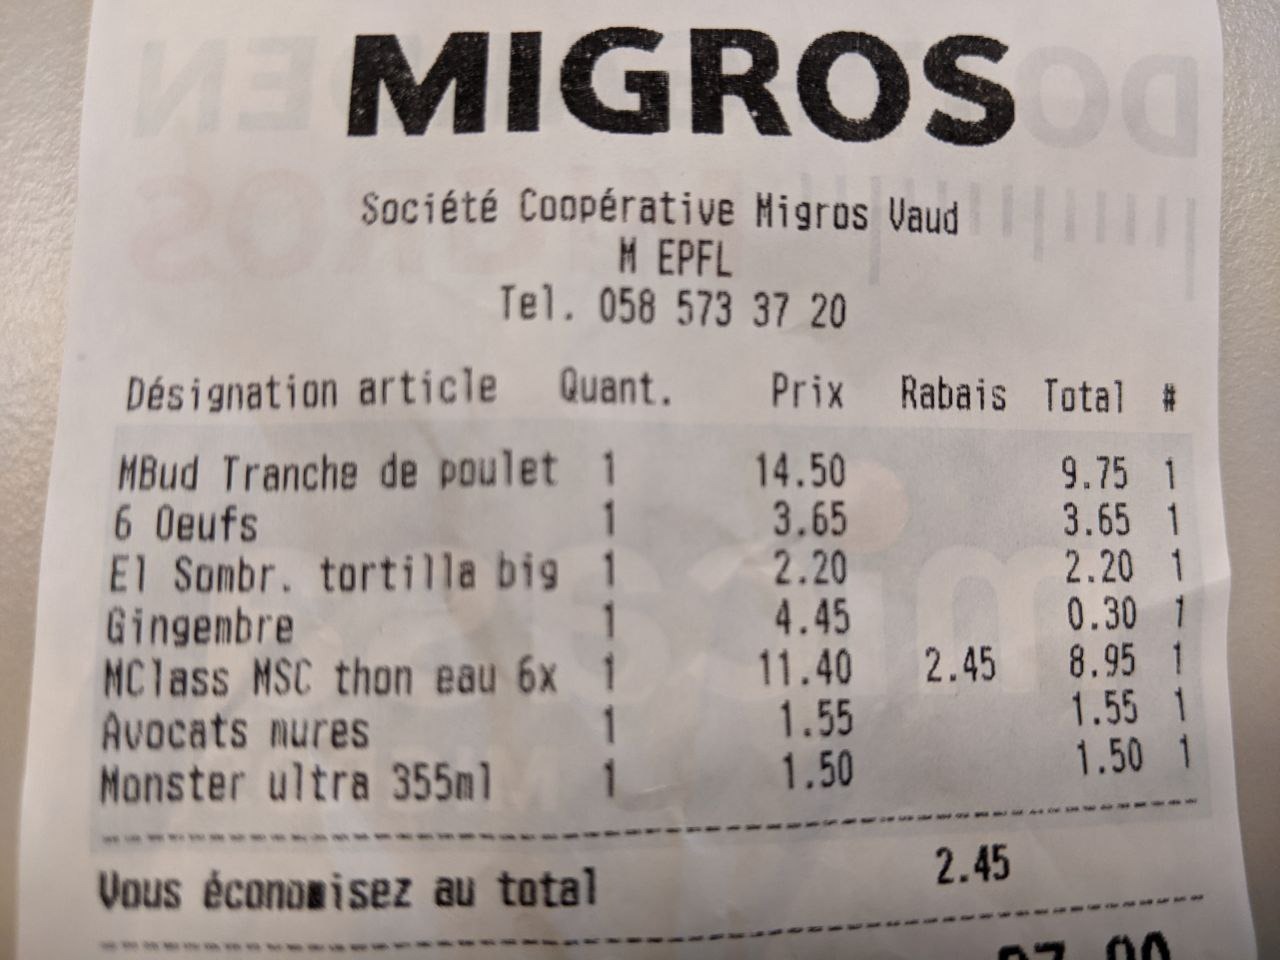 MIGROS
Société Coopérative Migros Vaud
M EPFL
Tel. 058 573 37 20
Désignation article Quant. Prix Rabais Total #
MBud Tranche de poulet 1 14.50 9.75 1
6 Oeufs 1 3.65 3.65 1
El Sombr. tortilla big 1 2.20 2.20 1
Gingembre 1 4.45 0.30 1
MClass MSC thon eau 6x 1 11.40 2.45 8.95 1
Avocats mures 1 1.55 1.55 1
Monster ultra 355ml 1 1.50 1.50 1
Vous économisez au total 2.45